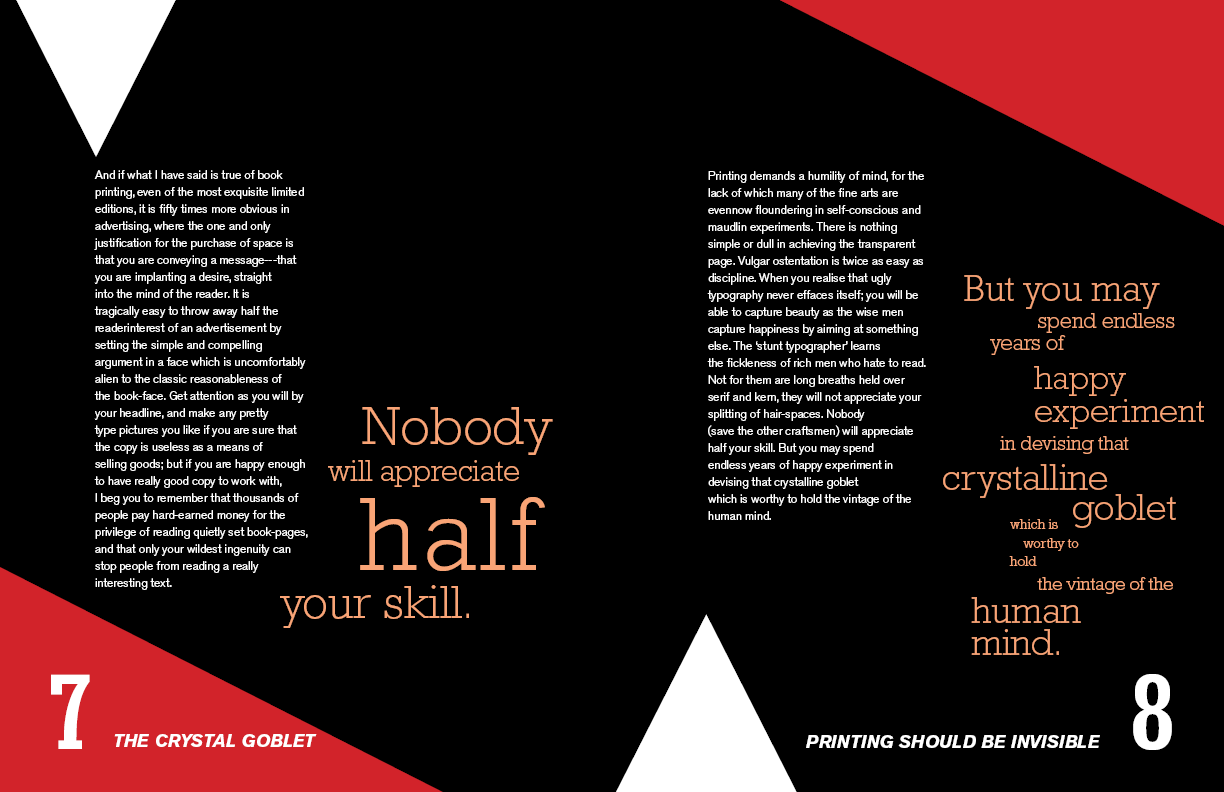 And if what I have said is true of book
printing, even of the most exquisite limited
editions, it is fifty times more obvious in
advertising, where the one and only
justification for the purchase of space is
that you are conveying a message---that
you are implanting a desire, straight
into the mind of the reader. It is
tragically easy to throw away half the
readerinterest of an advertisement by
setting the simple and compelling
argument in a face which is uncomfortably
alien to the classic reasonableness of
the book-face. Get attention as you will by
your headline, and make any pretty
type pictures you like if you are sure that
the copy is useless as a means of
selling goods; but if you are happy enough
to have really good copy to work with,
I beg you to remember that thousands of
people pay hard-earned money for the
privilege of reading quietly set book-pages,
and that only your wildest ingenuity can
stop people from reading a really
interesting text.
Nobody
will appreciate
half
your skill.
7
THE CRYSTAL GOBLET
Printing demands a humility of mind, for the
lack of which many of the fine arts are
evennow floundering in self-conscious and
maudlin experiments. There is nothing
simple or dull in achieving the transparent
page. Vulgar ostentation is twice as easy as
discipline. When you realise that ugly
typography never effaces itself; you will be
able to capture beauty as the wise men
capture happiness by aiming at something
else. The ‘stunt typographer’ learns
the fickleness of rich men who hate to read.
Not for them are long breaths held over
serif and kern, they will not appreciate your
splitting of hair-spaces. Nobody
(save the other craftsmen) will appreciate
half your skill. But you may spend
endless years of happy experiment in
devising that crystalline goblet
which is worthy to hold the vintage of the
human mind.
But you may
spend endless
years of
happy
experiment
in devising that
crystalline
goblet
which is
worthy to
hold
the vintage of the
human
mind.
PRINTING SHOULD BE INVISIBLE
8